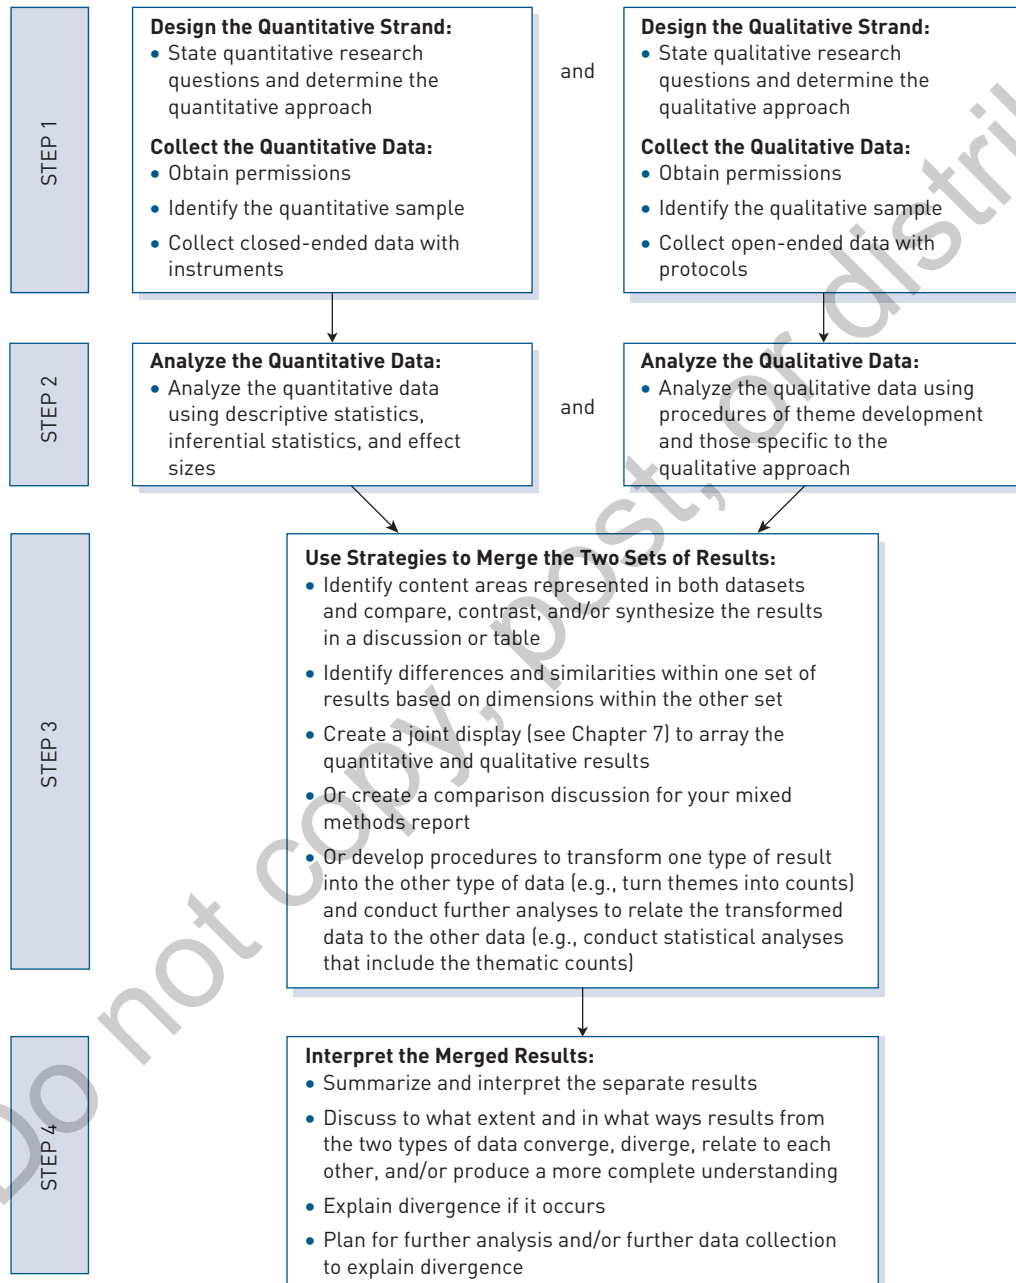 STEP 1
Design the Quantitative Strand:
• State quantitative research
questions and determine the
quantitative approach
Collect the Quantitative Data:
• Obtain permissions
• Identify the quantitative sample
• Collect closed-ended data with
instruments
and
Design the Qualitative Strand:
• State qualitative research
questions and determine the
qualitative approach
Collect the Qualitative Data:
• Obtain permissions
• Identify the qualitative sample
• Collect open-ended data with
protocols
STEP 2
Analyze the Quantitative Data:
• Analyze the quantitative data
using descriptive statistics,
inferential statistics, and effect
sizes
and
Analyze the Qualitative Data:
• Analyze the qualitative data using
procedures of theme development
and those specific to the
qualitative approach
STEP 3
Use Strategies to Merge the Two Sets of Results:
• Identify content areas represented in both datasets
and compare, contrast, and/or synthesize the results
in a discussion or table
• Identify differences and similarities within one set of
results based on dimensions within the other set
• Create a joint display (see Chapter 7) to array the
quantitative and qualitative results
• Or create a comparison discussion for your mixed
methods report
• Or develop procedures to transform one type of result
into the other type of data (e.g., turn themes into counts)
and conduct further analyses to relate the transformed
data to the other data (e.g., conduct statistical analyses
that include the thematic counts)
STEP 4
Interpret the Merged Results:
• Summarize and interpret the separate results
• Discuss to what extent and in what ways results from
the two types of data converge, diverge, relate to each
other, and/or produce a more complete understanding
• Explain divergence if it occurs
• Plan for further analysis and/or further data collection
to explain divergence
Do not copy, post, or distri